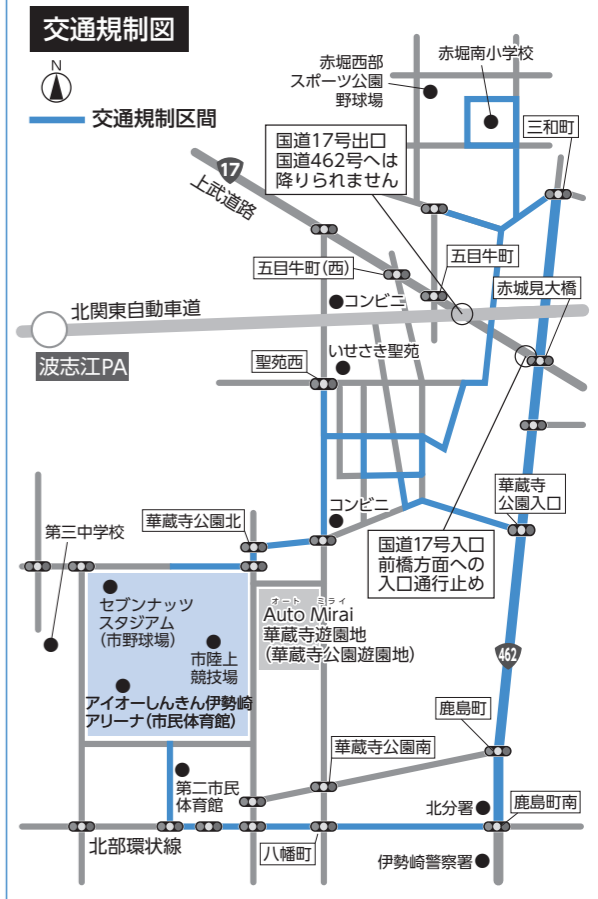 交通規制図
N
交通規制区間
赤堀西部
スポーツ公園
野球場
赤堀南小学校
三和町
国道17号出口
国道462号へは
降りられません
17
上武道路
五目牛町(西)
五目牛町
赤城見大橋
コンビニ
北関東自動車道
波志江PA
聖苑西
いせさき聖苑
華蔵寺
公園入口
コンビニ
華蔵寺公園北
第三中学校
国道17号入口
前橋方面への
入口通行止め
セブンナッツ
スタジアム
(市野球場)
市陸上
競技場
アイオーしんきん伊勢崎
アリーナ(市民体育館)
オート ミライ
Auto Mirai
華蔵寺遊園地
(華蔵寺公園遊園地)
462
鹿島町
華蔵寺公園南
第二市民
体育館
北分署
鹿島町南
北部環状線
八幡町
伊勢崎警察署